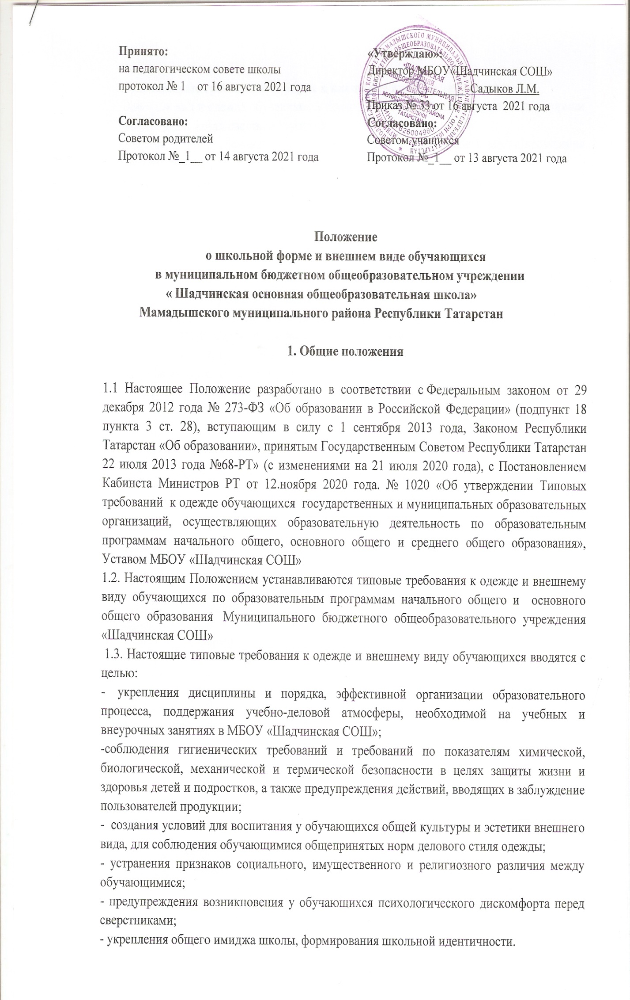 Принято:
на педагогическом совете школы
протокол № 1 от 16 августа 2021 года
Согласовано:
Советом родителей
Протокол №_1__ от 14 августа 2021 года
«Утверждаю»:
Директор МБОУ«Шадчинская СОШ»
Садыков Л.М.
Приказ № 33 от 16 августа 2021 года
Согласовано:
Советом учащихся
Протокол №_1__ от 13 августа 2021 года
Положение
о школьной форме и внешнем виде обучающихся
в муниципальном бюджетном общеобразовательном учреждении
« Шадчинская основная общеобразовательная школа»
Мамадышского муниципального района Республики Татарстан
1. Общие положения
1.1 Настоящее Положение разработано в соответствии с Федеральным законом от 29
декабря 2012 года № 273-ФЗ «Об образовании в Российской Федерации» (подпункт 18
пункта 3 ст. 28), вступающим в силу с 1 сентября 2013 года, Законом Республики
Татарстан «Об образовании», принятым Государственным Советом Республики Татарстан
22 июля 2013 года №68-РТ» (с изменениями на 21 июля 2020 года), с Постановлением
Кабинета Министров РТ от 12.ноября 2020 года. № 1020 «Об утверждении Типовых
требований к одежде обучающихся государственных и муниципальных образовательных
организаций, осуществляющих образовательную деятельность по образовательным
программам начального общего, основного общего и среднего общего образования»,
Уставом МБОУ «Шадчинская СОШ»
1.2. Настоящим Положением устанавливаются типовые требования к одежде и внешнему
виду обучающихся по образовательным программам начального общего и основного
общего образования Муниципального бюджетного общеобразовательного учреждения
«Шадчинская СОШ»
1.3. Настоящие типовые требования к одежде и внешнему виду обучающихся вводятся с
целью:
- укрепления дисциплины и порядка, эффективной организации образовательного
процесса, поддержания учебно-деловой атмосферы, необходимой на учебных и
внеурочных занятиях в МБОУ «Шадчинская СОШ»;
-соблюдения гигиенических требований и требований по показателям химической,
биологической, механической и термической безопасности в целях защиты жизни и
здоровья детей и подростков, а также предупреждения действий, вводящих в заблуждение
пользователей продукции;
- создания условий для воспитания у обучающихся общей культуры и эстетики внешнего
вида, для соблюдения обучающимися общепринятых норм делового стиля одежды;
- устранения признаков социального, имущественного и религиозного различия между
обучающимися;
- предупреждения возникновения у обучающихся психологического дискомфорта перед
сверстниками;
- укрепления общего имиджа школы, формирования школьной идентичности.